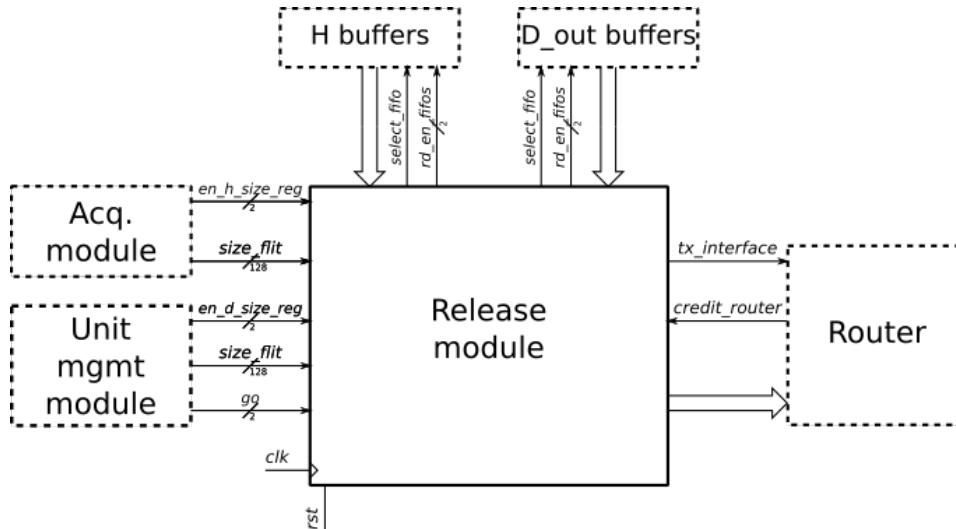 H buffers
D_out buffers
select_fifo
rd_en_fifos
2
select_fifo
rd_en_fifos
2
Acq.
module
en_h_size_reg
2
size_flit
128
Unit
mgmt
module
en_d_size_reg
2
size_flit
128
go
2
clk
rst
Release
module
tx_interface
credit_router
Router